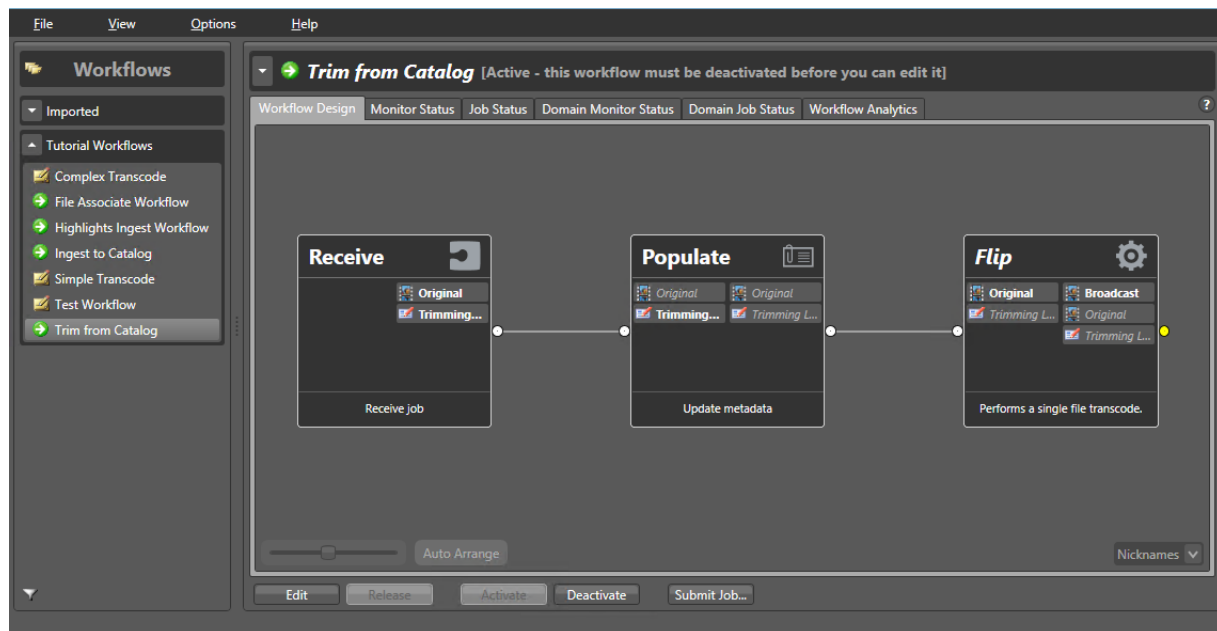 File View Options Help
Workflows
Imported
Tutorial Workflows
Complex Transcode
File Associate Workflow
Highlights Ingest Workflow
Ingest to Catalog
Simple Transcode
Test Workflow
Trim from Catalog
Trim from Catalog [Active - this workflow must be deactivated before you can edit it]
Workflow Design Monitor Status Job Status Domain Monitor Status Domain Job Status Workflow Analytics ?
Receive
Original
Trimming...
Receive job
Populate
Original Original
Trimming... Trimming L...
Update metadata
Flip
Original Broadcast
Trimming L... Original
Trimming L...
Performs a single file transcode.
Auto Arrange
Nicknames
Edit Release Activate Deactivate Submit Job...